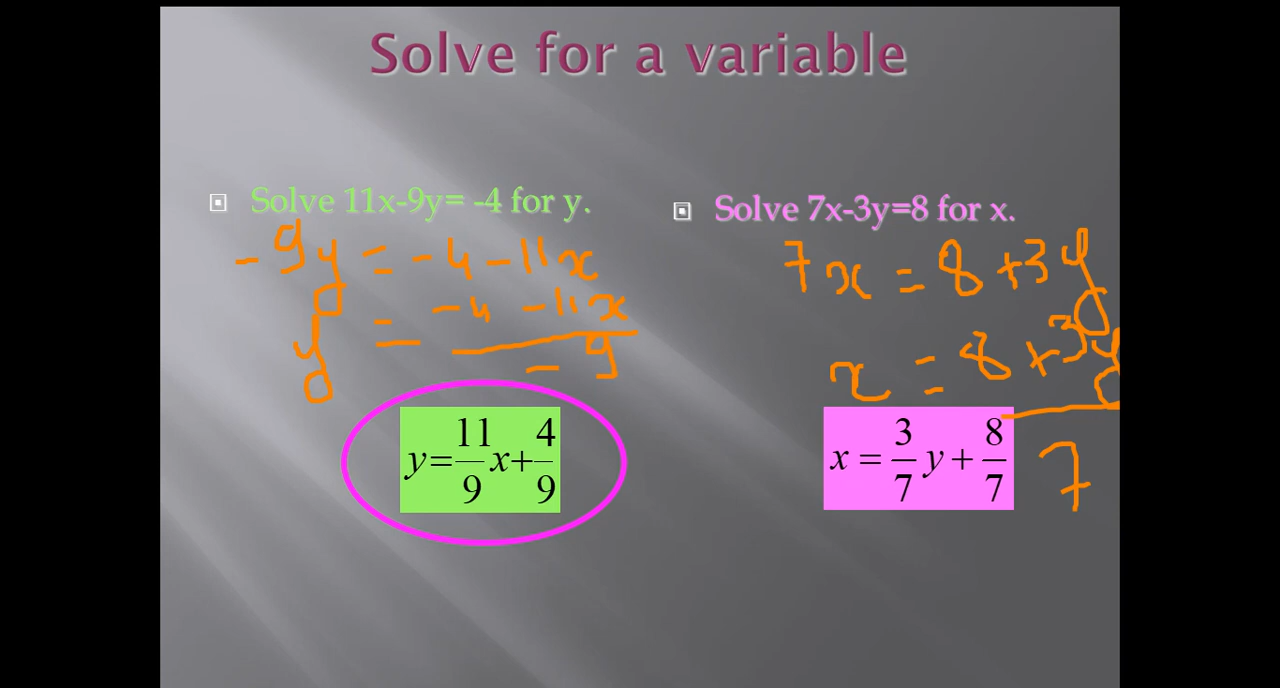 Solve for a variable
Solve 11x-9y= -4 for y.
-9y = -4 -11x
y = -4 -11x
-9
y=11/9 x+4/9
Solve 7x-3y=8 for x.
7x = 8 +3y
x = 8 +3y
7
x = 3/7 y + 8/7